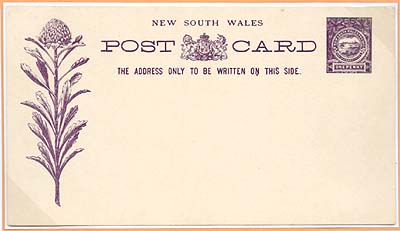 NEW SOUTH WALES
POST CARD
THE ADDRESS ONLY TO BE WRITTEN ON THIS SIDE.
ONE PENNY